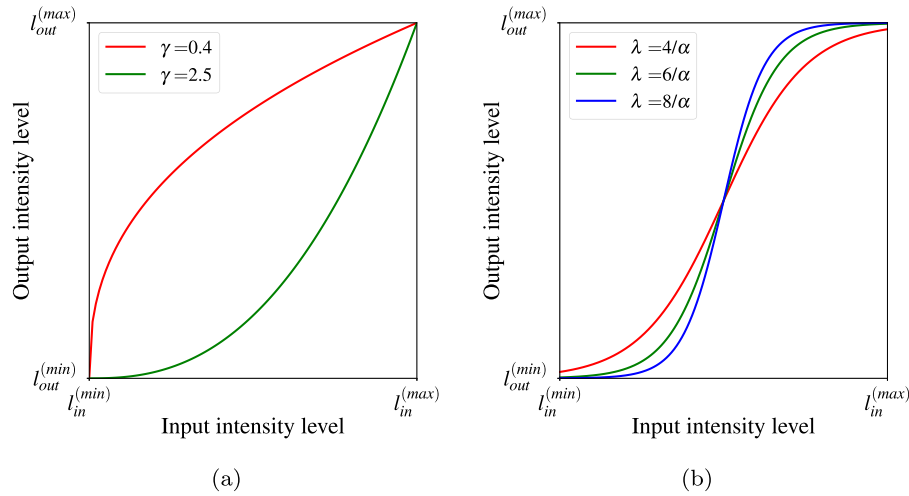 l_out^(max)
γ =0.4
γ =2.5
Output intensity level
l_out^(min)
l_in^(min)
l_in^(max)
Input intensity level
(a)
l_out^(max)
λ =4/α
λ =6/α
λ =8/α
Output intensity level
l_out^(min)
l_in^(min)
l_in^(max)
Input intensity level
(b)